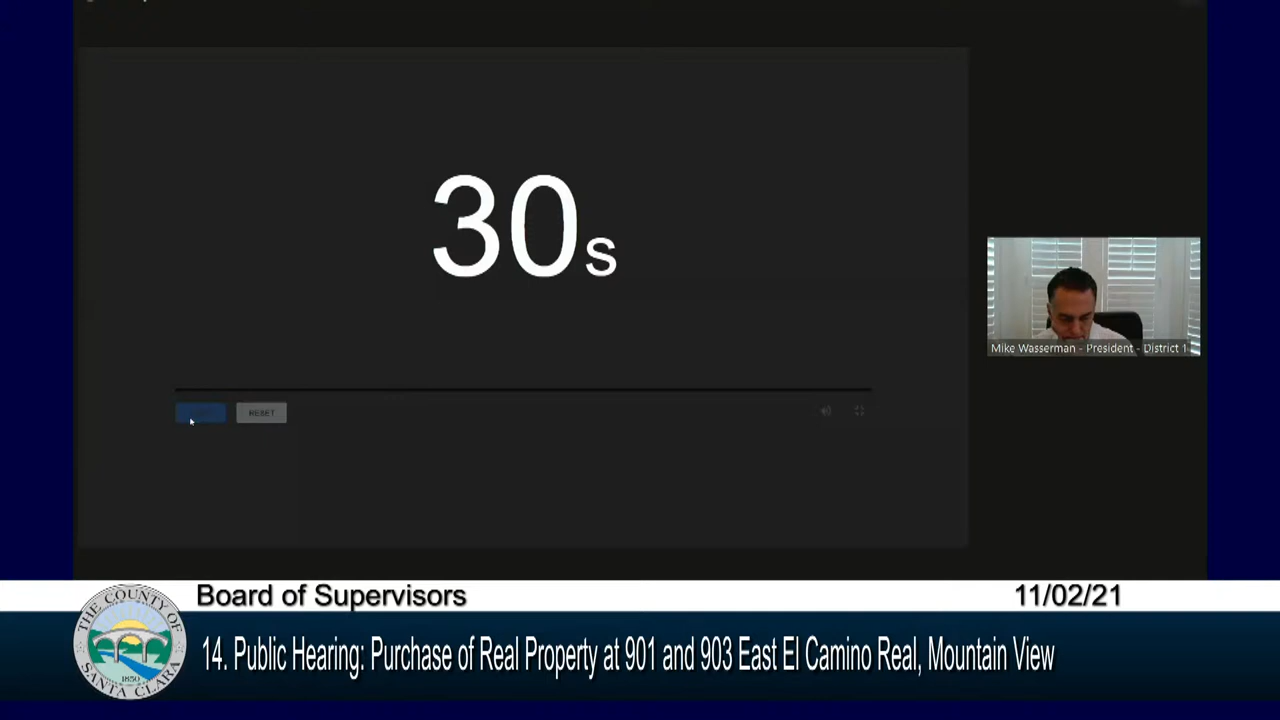 30s
RESET
Mike Wasserman - President - District 1
Board of Supervisors
11/02/21
THE COUNTY OF
SANTA CLARA
1850
14. Public Hearing: Purchase of Real Property at 901 and 903 East El Camino Real, Mountain View